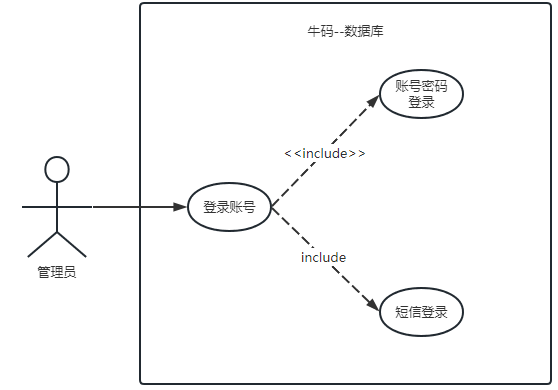 牛码--数据库
账号密码
登录
<<include>>
登录账号
include
管理员
短信登录